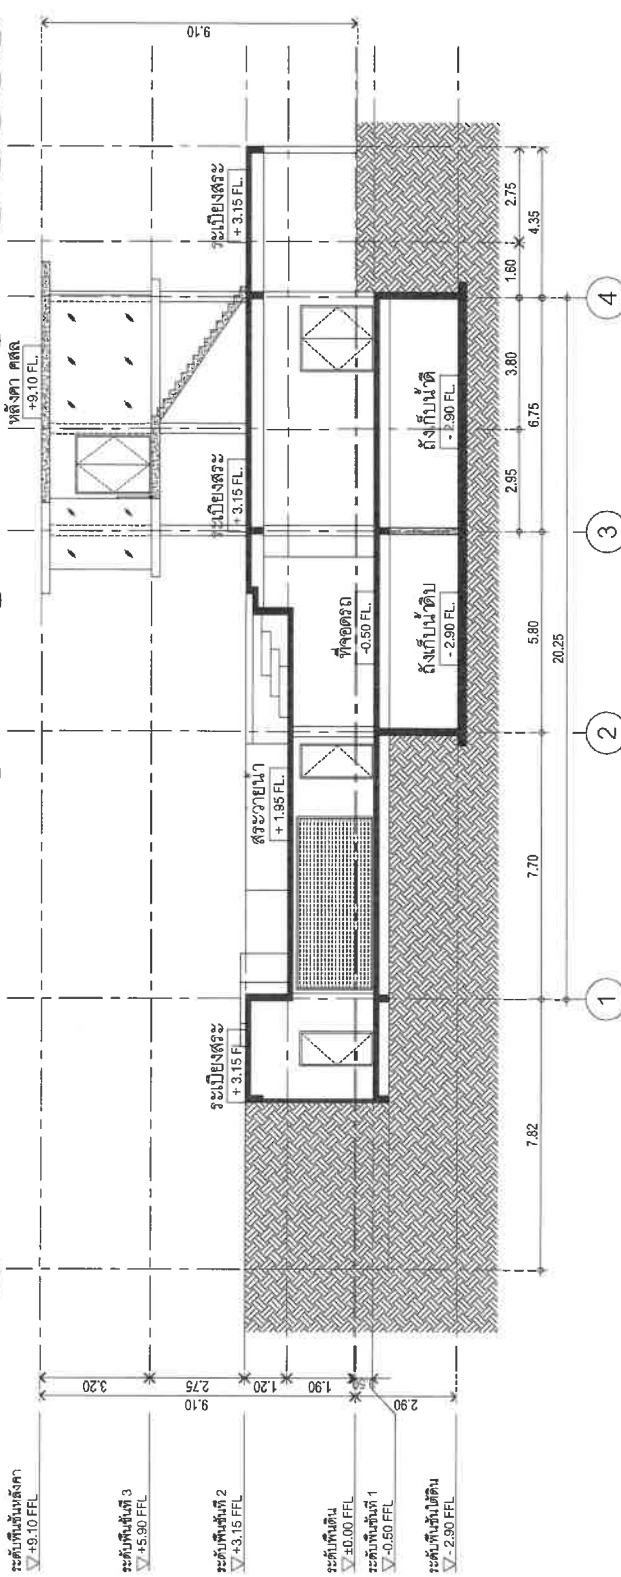 ระดับพื้นชั้นหลังคา
+9.10 FFL
ระดับพื้นชั้นที่ 3
+5.90 FFL
ระดับพื้นชั้นที่ 2
+3.15 FFL
ระดับพื้นดิน
±0.00 FFL
ระดับพื้นชั้นที่ 1
-0.50 FFL
ระดับพื้นชั้นใต้ดิน
- 2.90 FFL
3.20
2.75
1.20
1.90
9.10
2.90
ระเบียงสระ
+ 3.15 F
สระว่ายน้ำ
+ 1.95 FL.
ที่จอดรถ
-0.50 FL.
ระเบียงสระ
+ 3.15 FL.
หลังคา คสล.
+9.10 FL.
ระเบียงสระ
+ 3.15 FL.
ถังเก็บน้ำดิบ
- 2.90 FL.
ถังเก็บน้ำดี
- 2.90 FL.
9.10
2.95
3.80
1.60
2.75
7.82
7.70
5.80
6.75
4.35
20.25
1
2
3
4